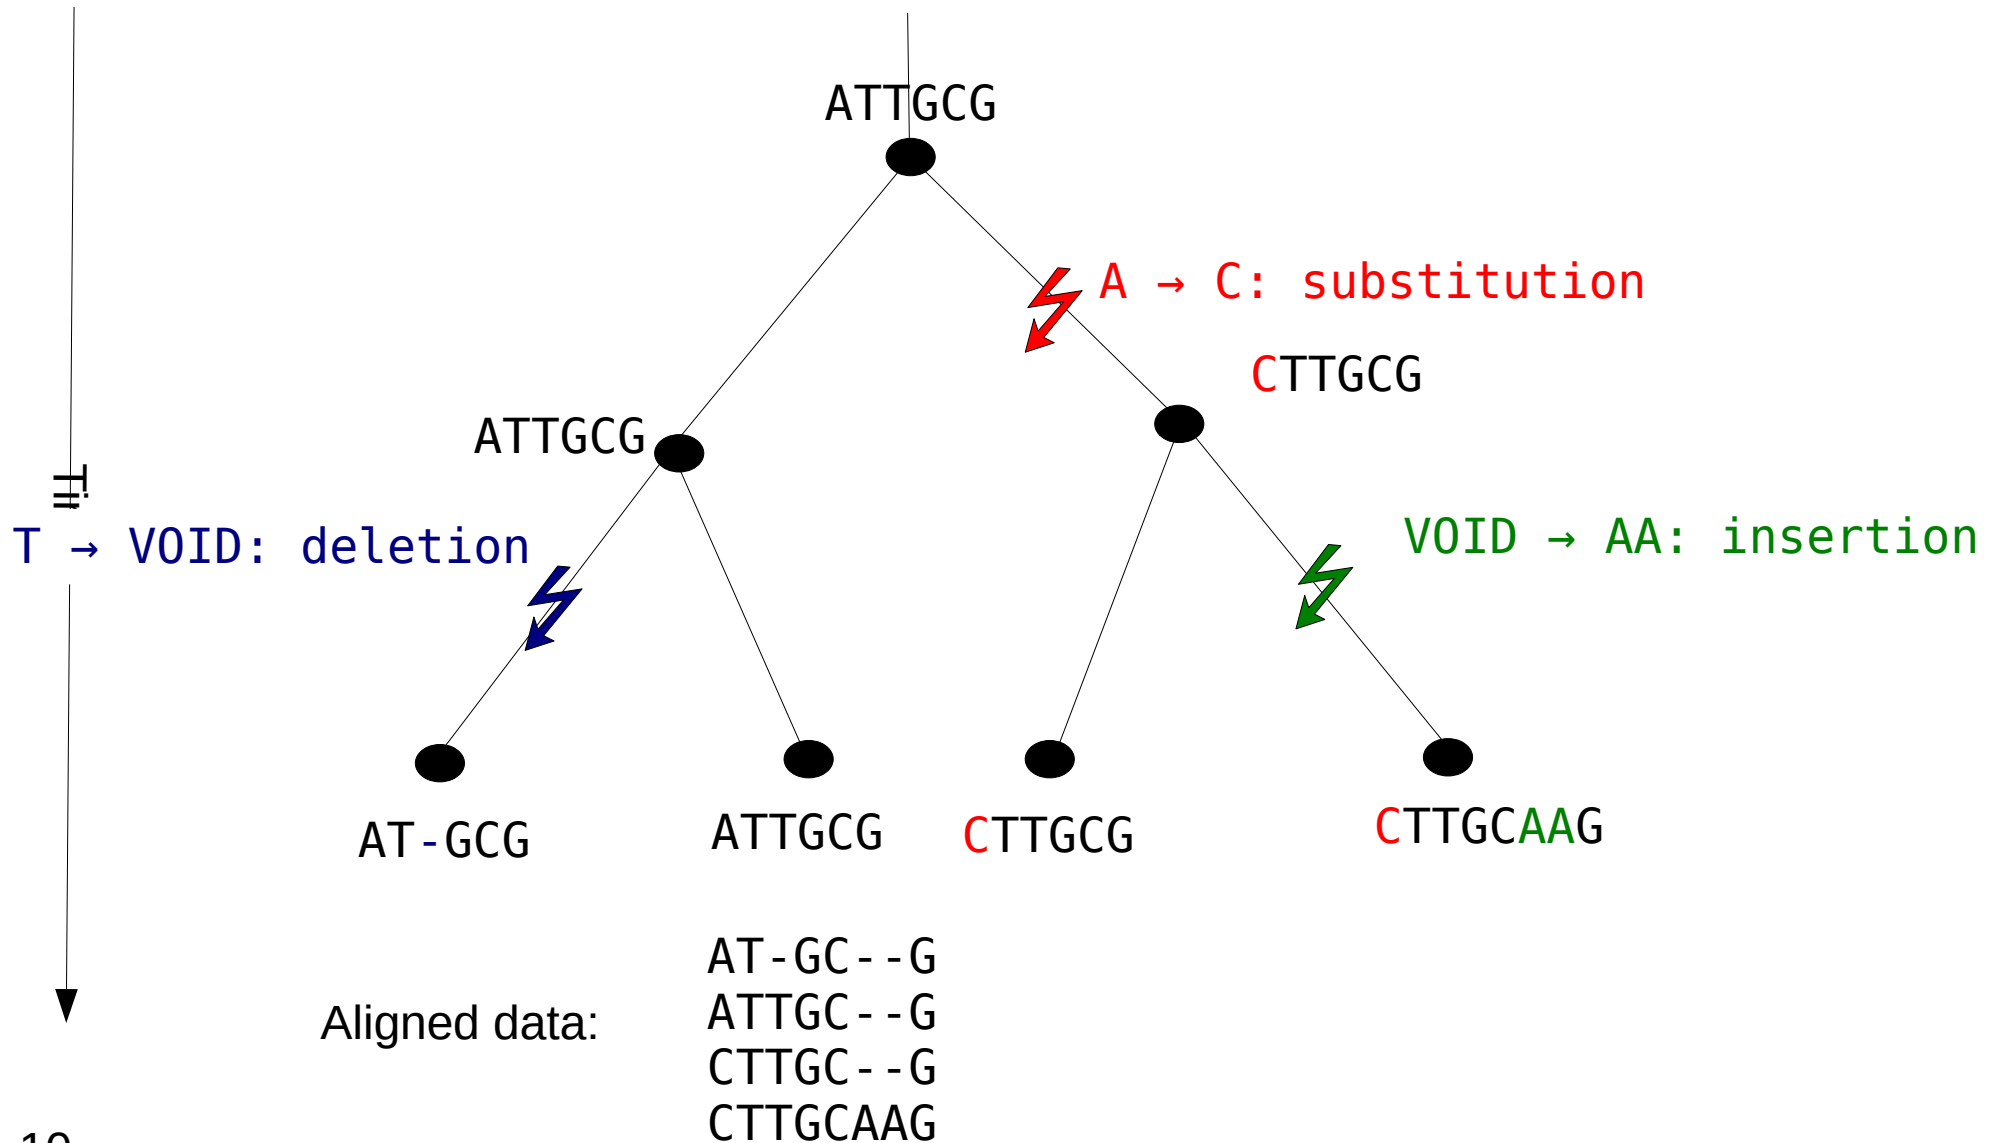 ATTGCG
A → C: substitution
CTTGCG
ATTGCG
T → VOID: deletion
VOID → AA: insertion
AT-GCG
ATTGCG
CTTGCG
CTTGCAAG
Aligned data:
AT-GC--G
ATTGC--G
CTTGC--G
CTTGCAAG